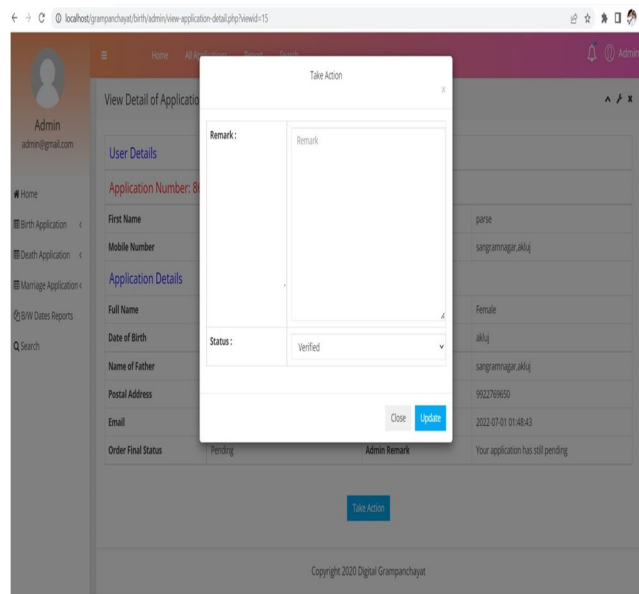 localhost/grampanchayat/birth/admin/view-application-detail.php?viewid=15
Home All Applications Report Search
Admin
Admin
admin@gmail.com
Home
Birth Application
Death Application
Marriage Application
B/W Dates Reports
Search
View Detail of Applicatio
User Details
Application Number: 8
First Name
parse
Mobile Number
sangramnagar,akluj
Application Details
Full Name
Female
Date of Birth
akluj
Name of Father
sangramnagar,akluj
Postal Address
9922769650
Email
2022-07-01 01:48:43
Order Final Status Pending Admin Remark Your application has still pending
Take Action
x
Remark :
Remark
Status :
Verified
Close Update
Take Action
Copyright 2020 Digital Grampanchayat